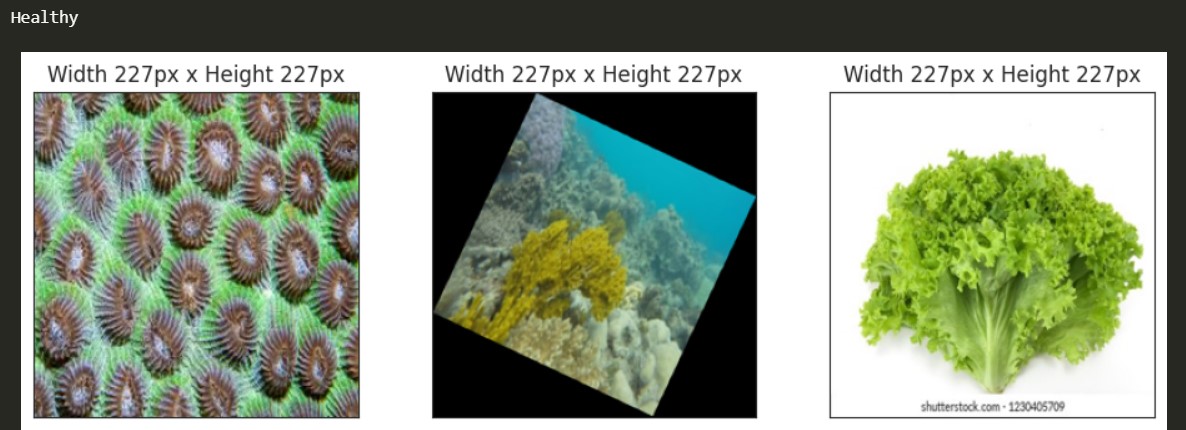 Healthy
Width 227px x Height 227px
Width 227px x Height 227px
Width 227px x Height 227px
shutterstock.com · 1230405709